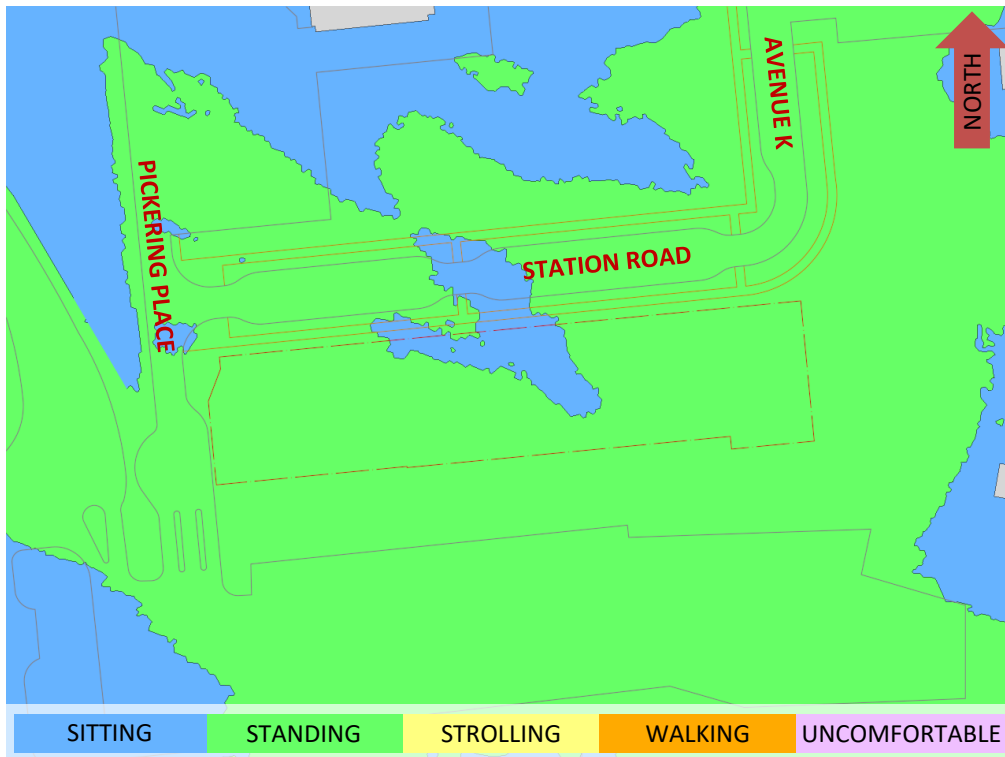 AVENUE K
NORTH
PICKERING PLACE
STATION ROAD
SITTING
STANDING
STROLLING
WALKING
UNCOMFORTABLE